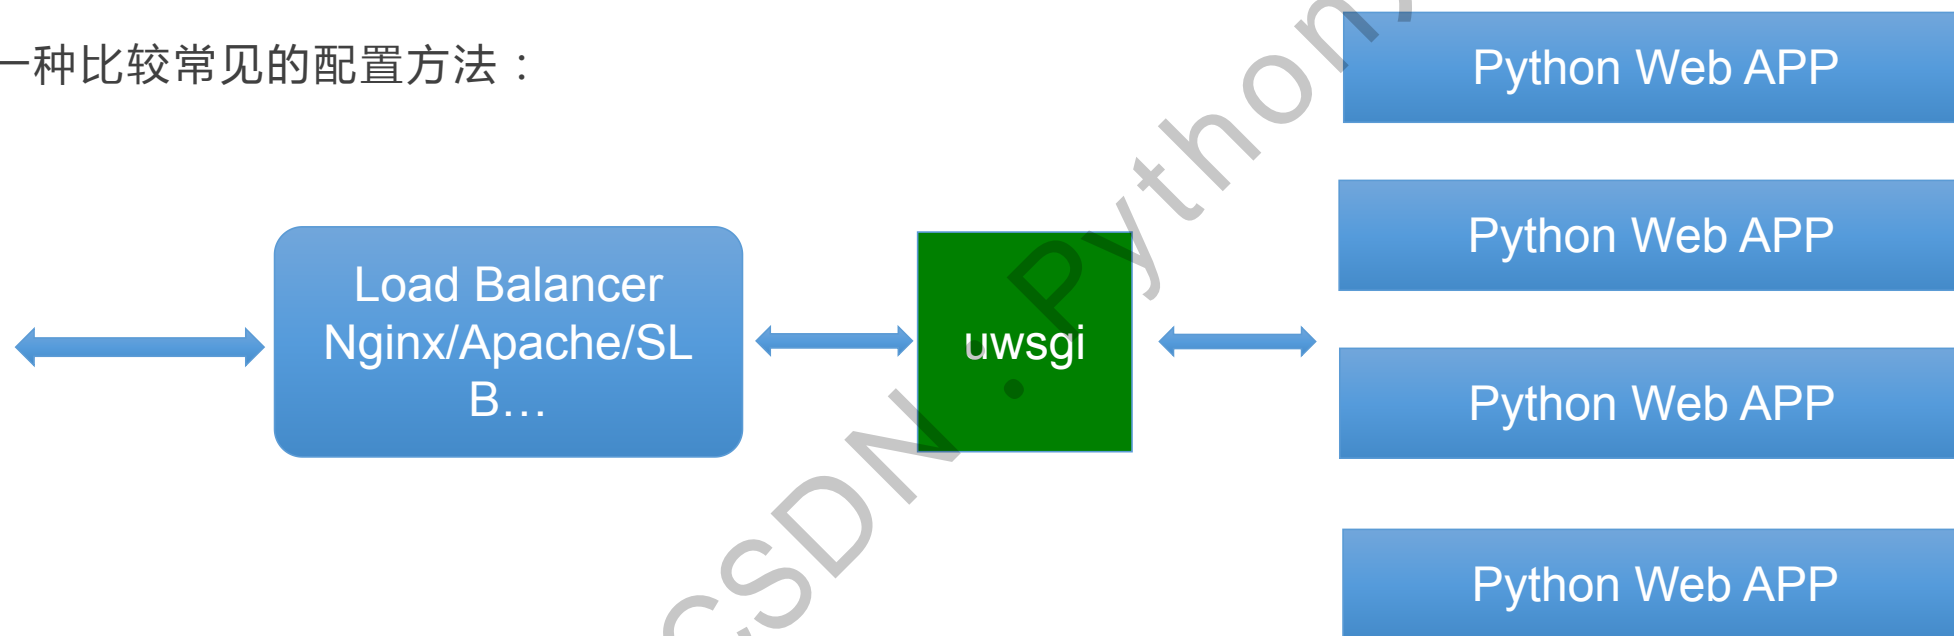 一种比较常见的配置方法：
Python Web APP
Python Web APP
Load Balancer
Nginx/Apache/SL
B…
uwsgi
Python Web APP
Python Web APP
CSDN · Python